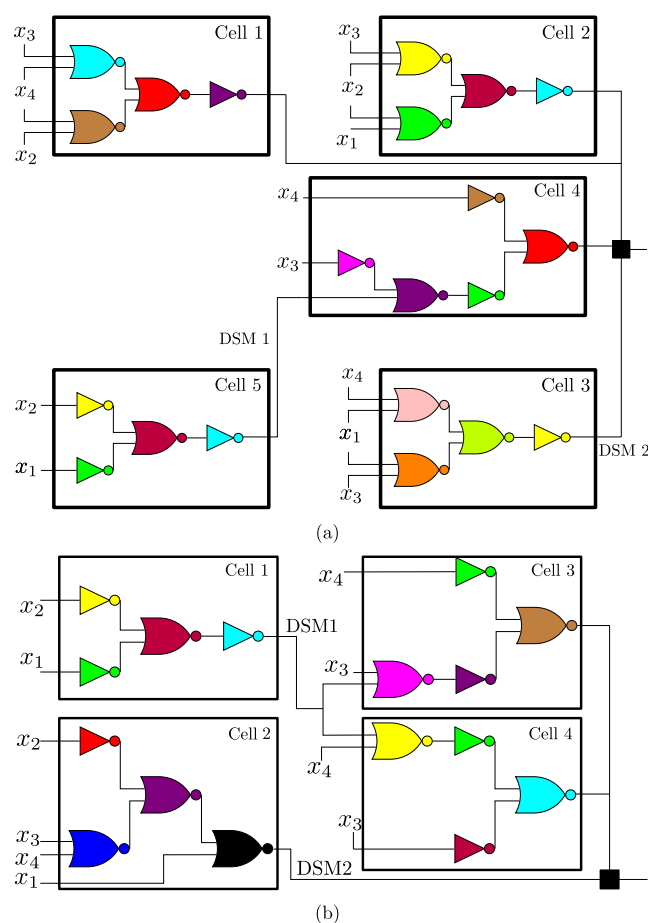 x3
Cell 1
x4
x2
x3
Cell 2
x2
x1
x4
Cell 4
x3
DSM 1
Cell 5
x2
x1
x4
Cell 3
x1
x3
DSM 2
(a)
Cell 1
x2
x1
DSM1
Cell 3
x4
x3
Cell 2
x2
x3
x4
x1
DSM2
Cell 4
x4
x3
(b)